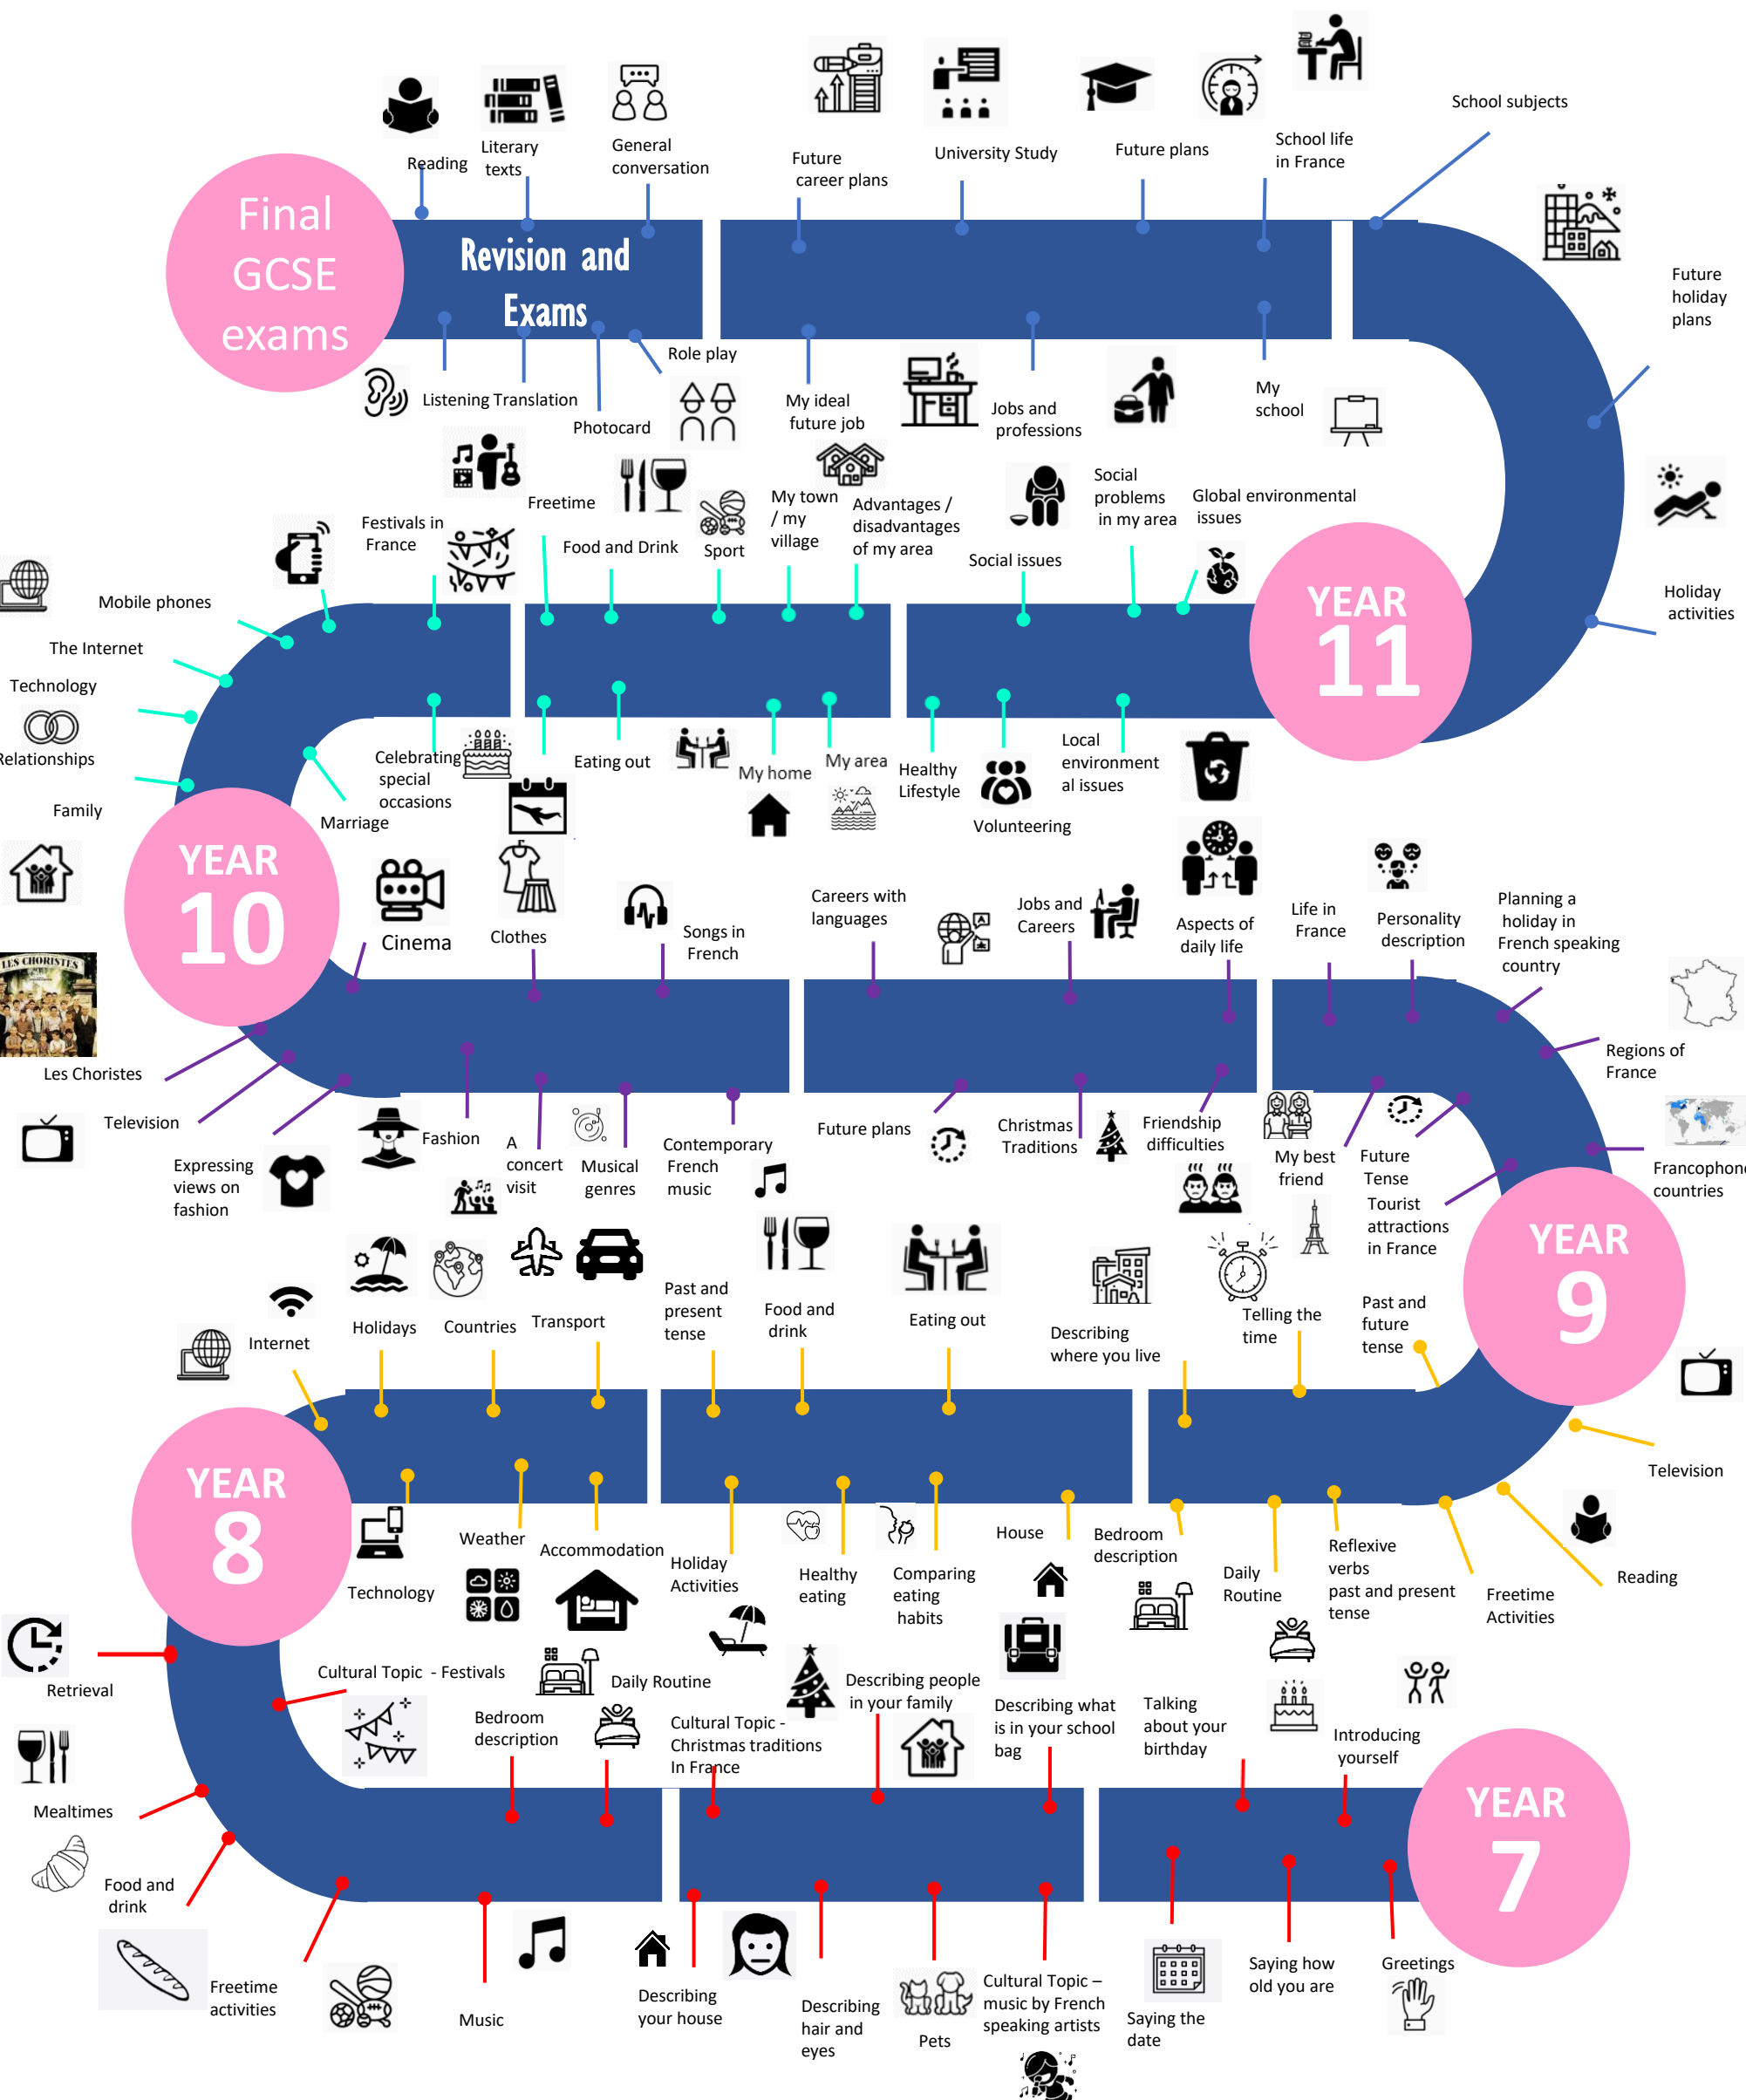 Reading
Literary
texts
General
conversation
Future
career plans
University Study
Future plans
School life
in France
School subjects
Final
GCSE
exams
Revision and
Exams
Future
holiday
plans
Role play
Listening
Translation
Photocard
My ideal
future job
Jobs and
professions
My
school
Holiday
activities
Festivals in
France
Freetime
Food and Drink
Sport
My town
/ my
village
Advantages /
disadvantages
of my area
Social issues
Social
problems
in my area
Global environmental
issues
YEAR
11
Mobile phones
The Internet
Technology
Relationships
Family
Marriage
Celebrating
special
occasions
Eating out
My home
My area
Healthy
Lifestyle
Volunteering
Local
environment
al issues
YEAR
10
Cinema
Clothes
Songs in
French
Careers with
languages
Jobs and
Careers
Aspects of
daily life
Life in
France
Personality
description
Planning a
holiday in
French speaking
country
LES CHORISTES
Les Choristes
Television
Expressing
views on
fashion
Fashion
A
concert
visit
Musical
genres
Contemporary
French
music
Future plans
Christmas
Traditions
Friendship
difficulties
My best
friend
Future
Tense
Tourist
attractions
in France
Regions of
France
Francophone
countries
YEAR
9
Internet
Holidays
Countries
Transport
Past and
present
tense
Food and
drink
Eating out
Describing
where you live
Telling the
time
Past and
future
tense
Television
YEAR
8
Technology
Weather
Accommodation
Holiday
Activities
Healthy
eating
Comparing
eating
habits
House
Bedroom
description
Daily
Routine
Reflexive
verbs
past and present
tense
Freetime
Activities
Reading
Retrieval
Cultural Topic - Festivals
Bedroom
description
Daily Routine
Cultural Topic -
Christmas traditions
In France
Describing people
in your family
Describing what
is in your school
bag
Talking
about your
birthday
Introducing
yourself
YEAR
7
Mealtimes
Food and
drink
Freetime
activities
Music
Describing
your house
Describing
hair and
eyes
Pets
Cultural Topic –
music by French
speaking artists
Saying the
date
Saying how
old you are
Greetings